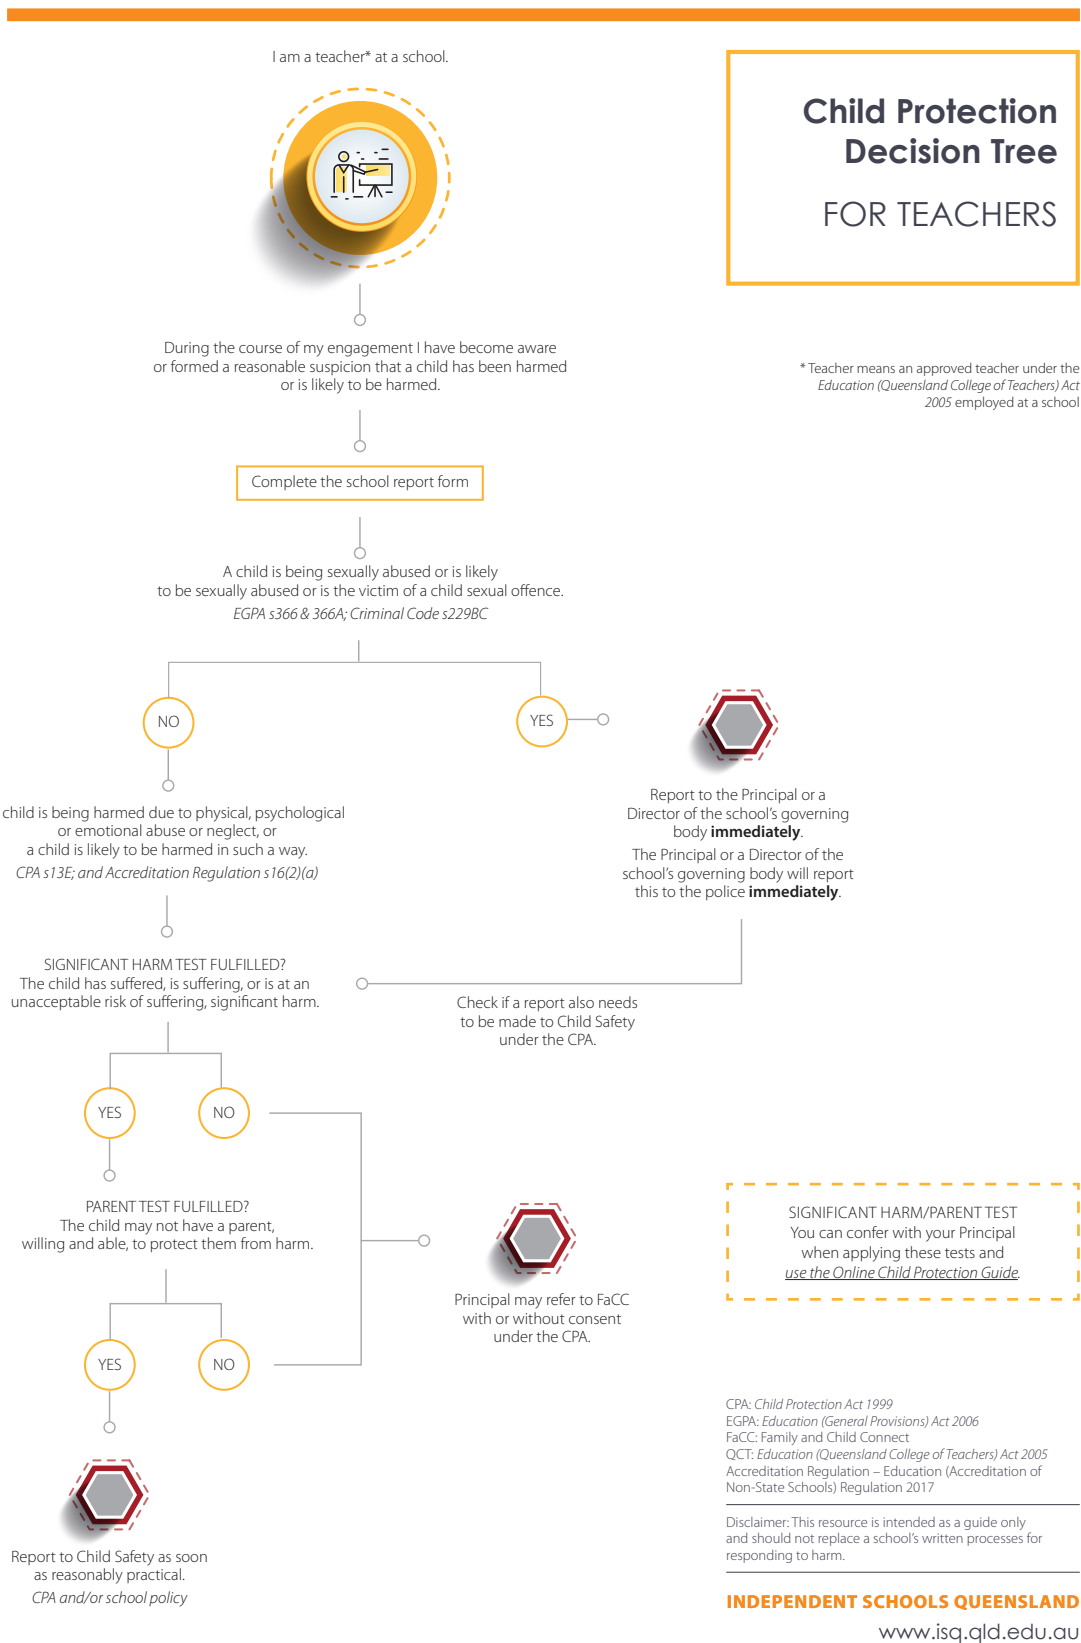 I am a teacher* at a school.
Child Protection
Decision Tree
FOR TEACHERS
During the course of my engagement I have become aware
or formed a reasonable suspicion that a child has been harmed
or is likely to be harmed.
* Teacher means an approved teacher under the
Education (Queensland College of Teachers) Act
2005 employed at a school
Complete the school report form
A child is being sexually abused or is likely
to be sexually abused or is the victim of a child sexual offence.
EGPA s366 & 366A; Criminal Code s229BC
NO
YES
Report to the Principal or a
Director of the school's governing
body immediately.
The Principal or a Director of the
school's governing body will report
this to the police immediately.
child is being harmed due to physical, psychological
or emotional abuse or neglect, or
a child is likely to be harmed in such a way.
CPA s13E; and Accreditation Regulation s16(2)(a)
SIGNIFICANT HARM TEST FULFILLED?
The child has suffered, is suffering, or is at an
unacceptable risk of suffering, significant harm.
Check if a report also needs
to be made to Child Safety
under the CPA.
YES
NO
PARENT TEST FULFILLED?
The child may not have a parent,
willing and able, to protect them from harm.
Principal may refer to FaCC
with or without consent
under the CPA.
SIGNIFICANT HARM/PARENT TEST
You can confer with your Principal
when applying these tests and
use the Online Child Protection Guide.
YES
NO
Report to Child Safety as soon
as reasonably practical.
CPA and/or school policy
CPA: Child Protection Act 1999
EGPA: Education (General Provisions) Act 2006
FaCC: Family and Child Connect
QCT: Education (Queensland College of Teachers) Act 2005
Accreditation Regulation – Education (Accreditation of
Non-State Schools) Regulation 2017
Disclaimer: This resource is intended as a guide only
and should not replace a school's written processes for
responding to harm.
INDEPENDENT SCHOOLS QUEENSLAND
www.isq.qld.edu.au